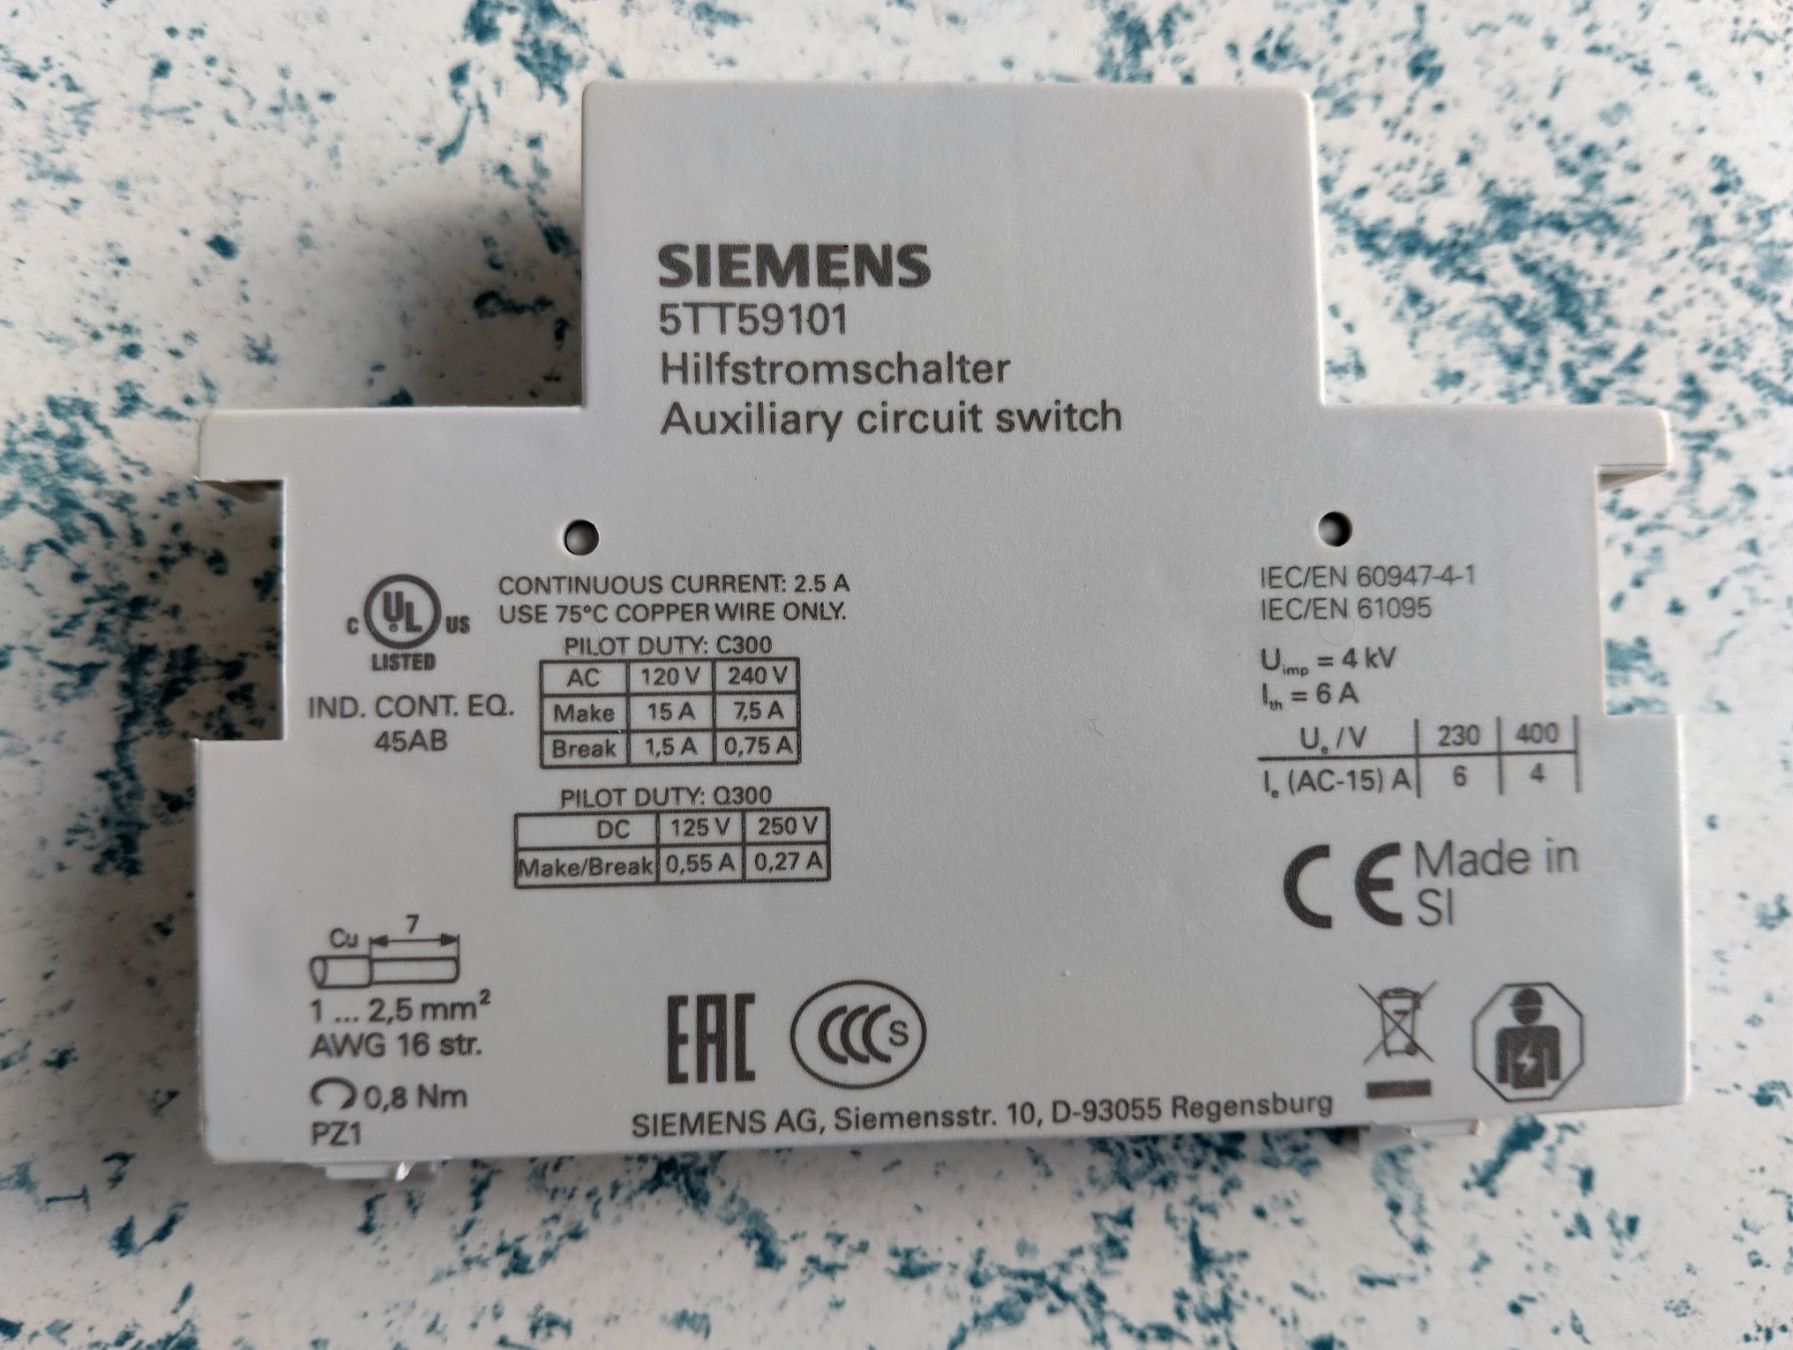 SIEMENS
5TT59101
Hilfstromschalter
Auxiliary circuit switch
C UL US
LISTED
IND. CONT. EQ.
45AB
CONTINUOUS CURRENT: 2.5 A
USE 75°C COPPER WIRE ONLY.
PILOT DUTY: C300
AC 120 V 240 V
Make 15 A 7,5 A
Break 1,5 A 0,75 A
PILOT DUTY: Q300
DC 125 V 250 V
Make/Break 0,55 A 0,27 A
IEC/EN 60947-4-1
IEC/EN 61095
Uimp = 4 kV
Ith = 6 A
Ue /V 230 400
Ie (AC-15) A 6 4
CE Made in
SI
Cu 7
1 ... 2,5 mm²
AWG 16 str.
0,8 Nm
PZ1
EAC CCC S
SIEMENS AG, Siemensstr. 10, D-93055 Regensburg